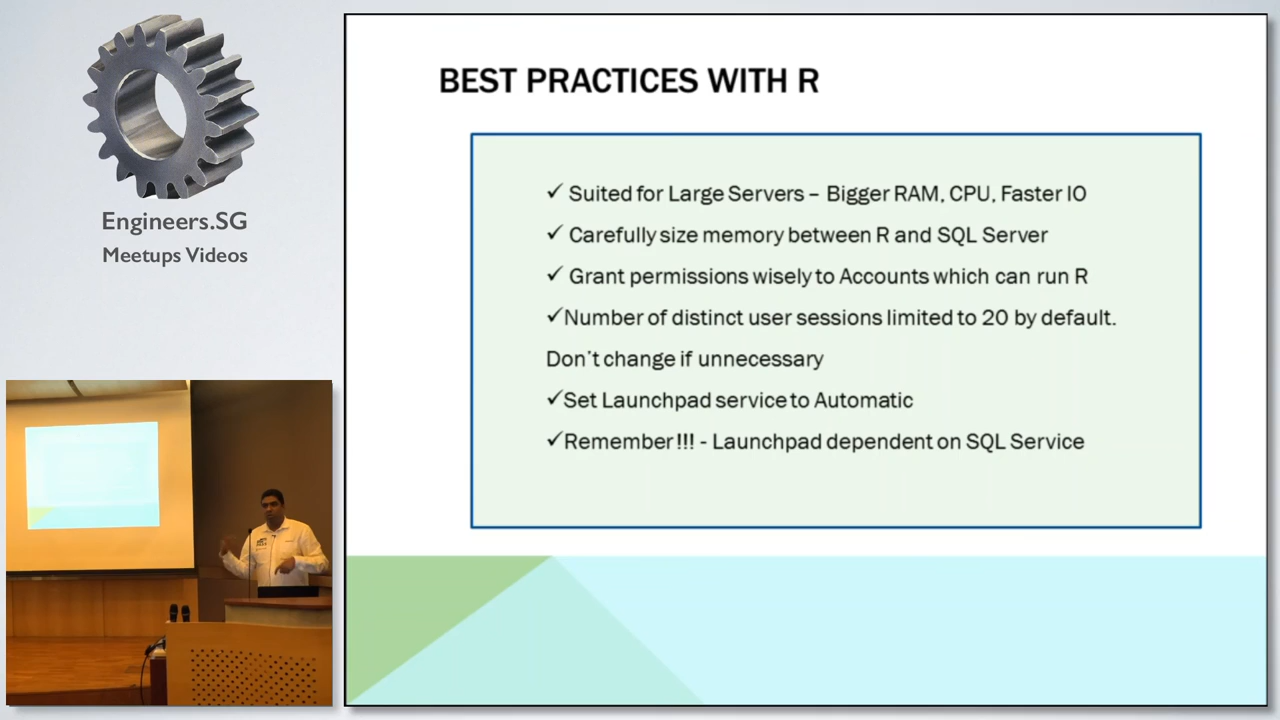 Engineers.SG
Meetups Videos
BEST PRACTICES WITH R
✓ Suited for Large Servers – Bigger RAM, CPU, Faster IO
✓ Carefully size memory between R and SQL Server
✓ Grant permissions wisely to Accounts which can run R
✓Number of distinct user sessions limited to 20 by default.
Don't change if unnecessary
✓Set Launchpad service to Automatic
✓Remember!!! - Launchpad dependent on SQL Service